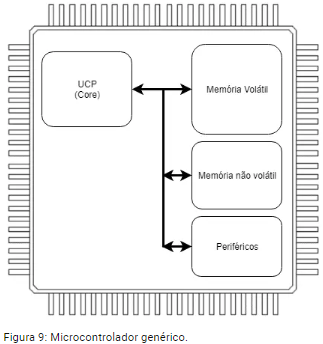 UCP
(Core)
Memória Volátil
Memória não volátil
Periféricos
Figura 9: Microcontrolador genérico.